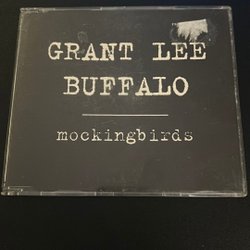 GRANT LEE
BUFFALO
mockingbirds